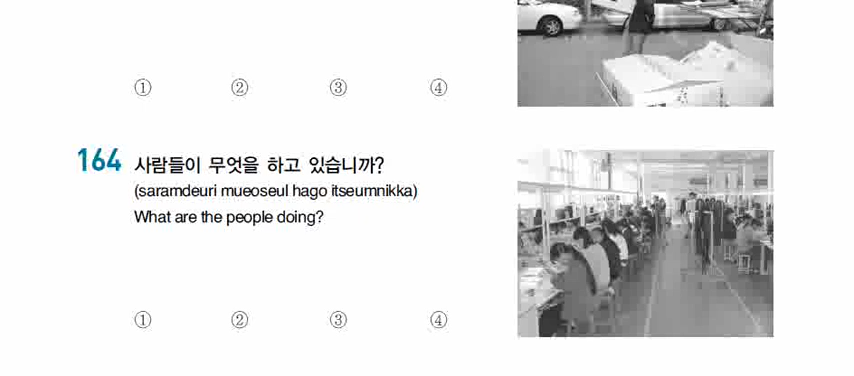 ① ② ③ ④
164 사람들이 무엇을 하고 있습니까?
(saramdeuri mueoseul hago itseumnikka)
What are the people doing?
① ② ③ ④